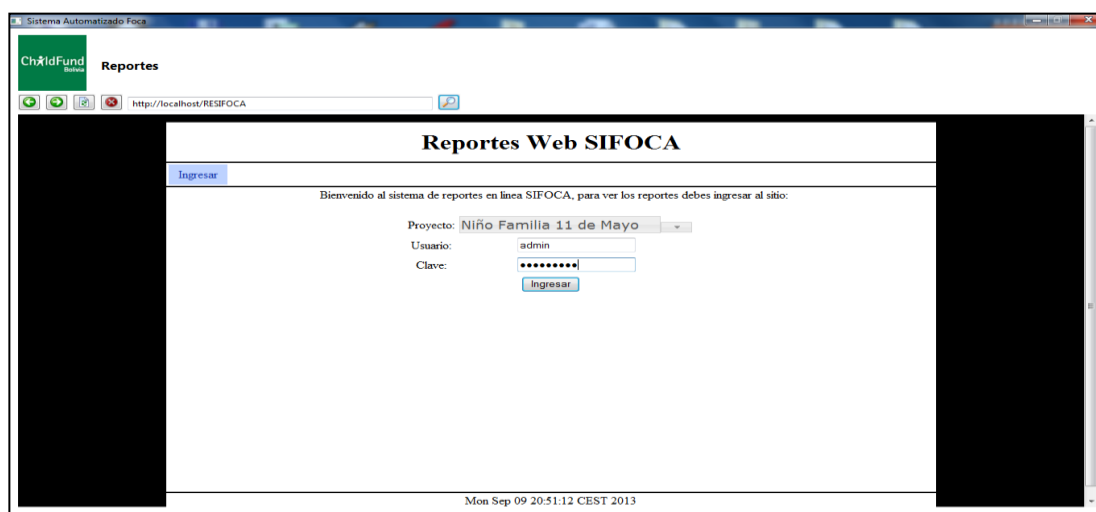 Sistema Automatizado Foca
ChildFund
Bolivia
Reportes
http://localhost/RESIFOCA
Reportes Web SIFOCA
Ingresar
Bienvenido al sistema de reportes en linea SIFOCA, para ver los reportes debes ingresar al sitio:
Proyecto: Niño Familia 11 de Mayo
Usuario: admin
Clave: •••••••••
Ingresar
Mon Sep 09 20:51:12 CEST 2013